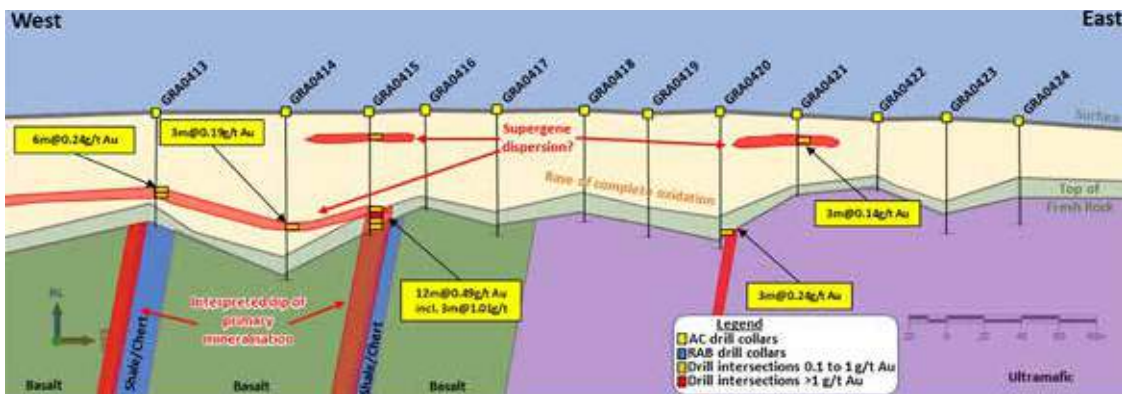 West
East
GRA0413
GRA0414
GRA0415
GRA0416
GRA0417
GRA0418
GRA0419
GRA0420
GRA0421
GRA0422
GRA0423
GRA0424
Surface
6m@0.24g/t Au
3m@0.19g/t Au
Supergene
dispersion?
Base of complete oxidation
Top of
Fresh Rock
3m@0.14g/t Au
12m@0.49g/t Au
incl. 3m@1.01g/t
3m@0.24g/t Au
RL
Interpreted dip of
primary
mineralisation
Shale/Chert
Shale/Chert
Basalt
Basalt
Basalt
Ultramafic
Legend
AC drill collars
RAB drill collars
Drill intersections 0.1 to 1 g/t Au
Drill intersections >1 g/t Au